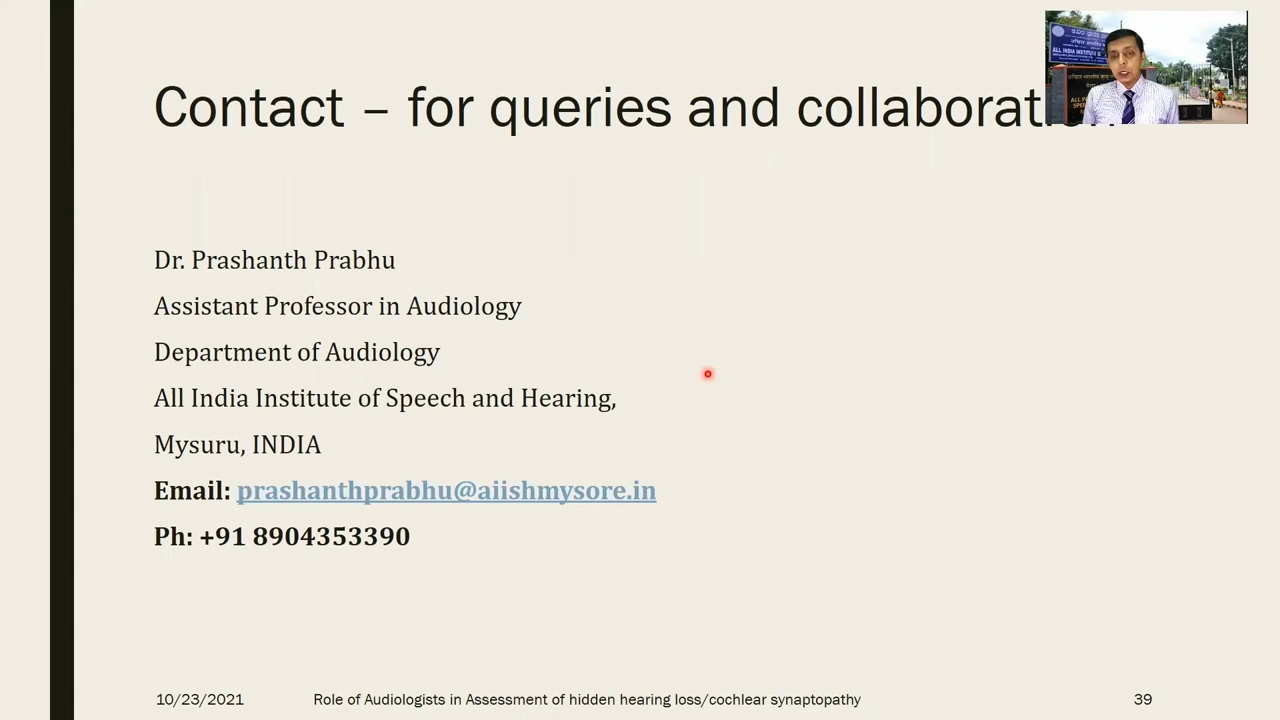 Contact – for queries and
Dr. Prashanth Prabhu
Assistant Professor in Audiology
Department of Audiology
All India Institute of Speech and Hearing,
Mysuru, INDIA
Email: prashanthprabhu@aiishmysore.in
Ph: +91 8904353390
10/23/2021 Role of Audiologists in Assessment of hidden hearing loss/cochlear synaptopathy 39
ALL INDIA